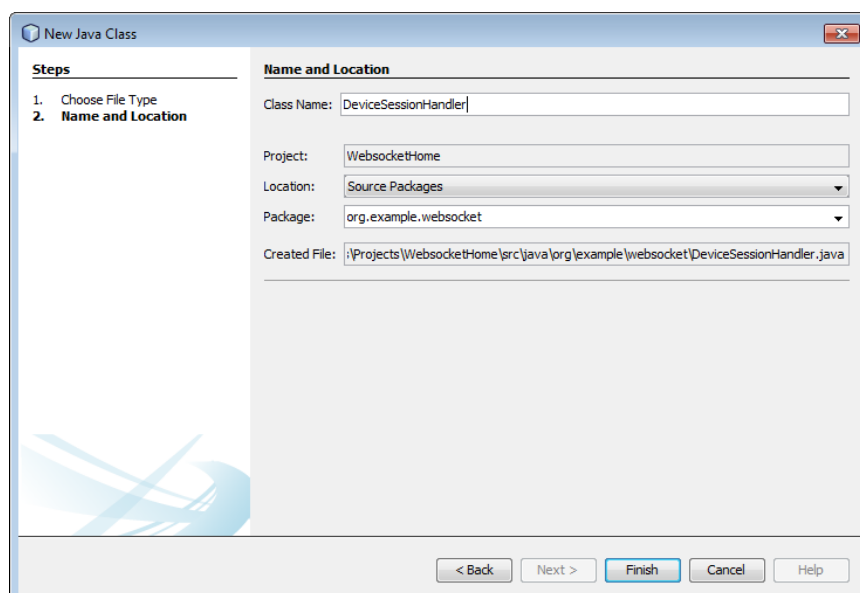 New Java Class
Steps
1. Choose File Type
2. Name and Location
Name and Location
Class Name: DeviceSessionHandler
Project: WebsocketHome
Location: Source Packages
Package: org.example.websocket
Created File: :\Projects\WebsocketHome\src\java\org\example\websocket\DeviceSessionHandler.java
< Back Next > Finish Cancel Help